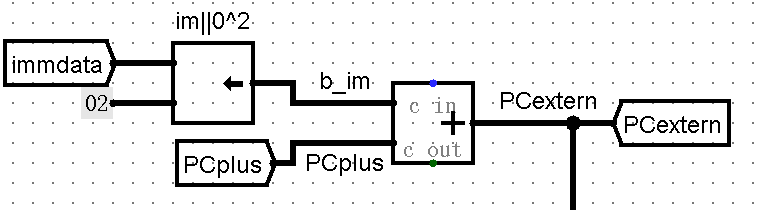 im||0^2
immdata
02
b_im
c in
PCextern
PCextern
PCplus
PCplus
c out